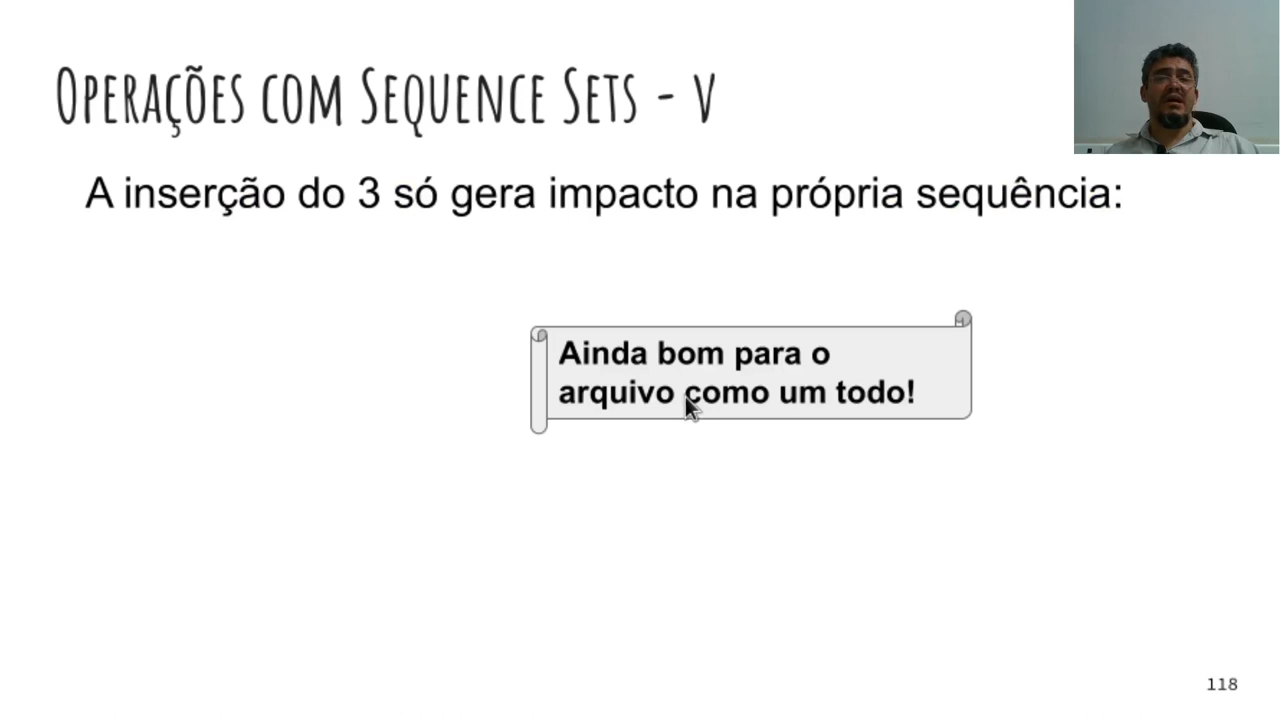 Operações com Sequence Sets - v
A inserção do 3 só gera impacto na própria sequência:
Ainda bom para o
arquivo como um todo!
118